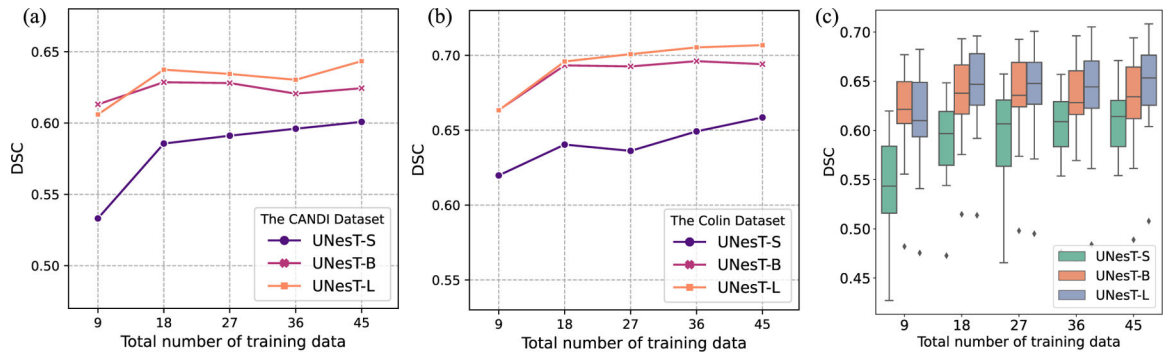 (a)
DSC
0.65
0.60
0.55
0.50
The CANDI Dataset
UNesT-S
UNesT-B
UNesT-L
9 18 27 36 45
Total number of training data
(b)
DSC
0.70
0.65
0.60
0.55
The Colin Dataset
UNesT-S
UNesT-B
UNesT-L
9 18 27 36 45
Total number of training data
(c)
DSC
0.70
0.65
0.60
0.55
0.50
0.45
UNesT-S
UNesT-B
UNesT-L
9 18 27 36 45
Total number of training data